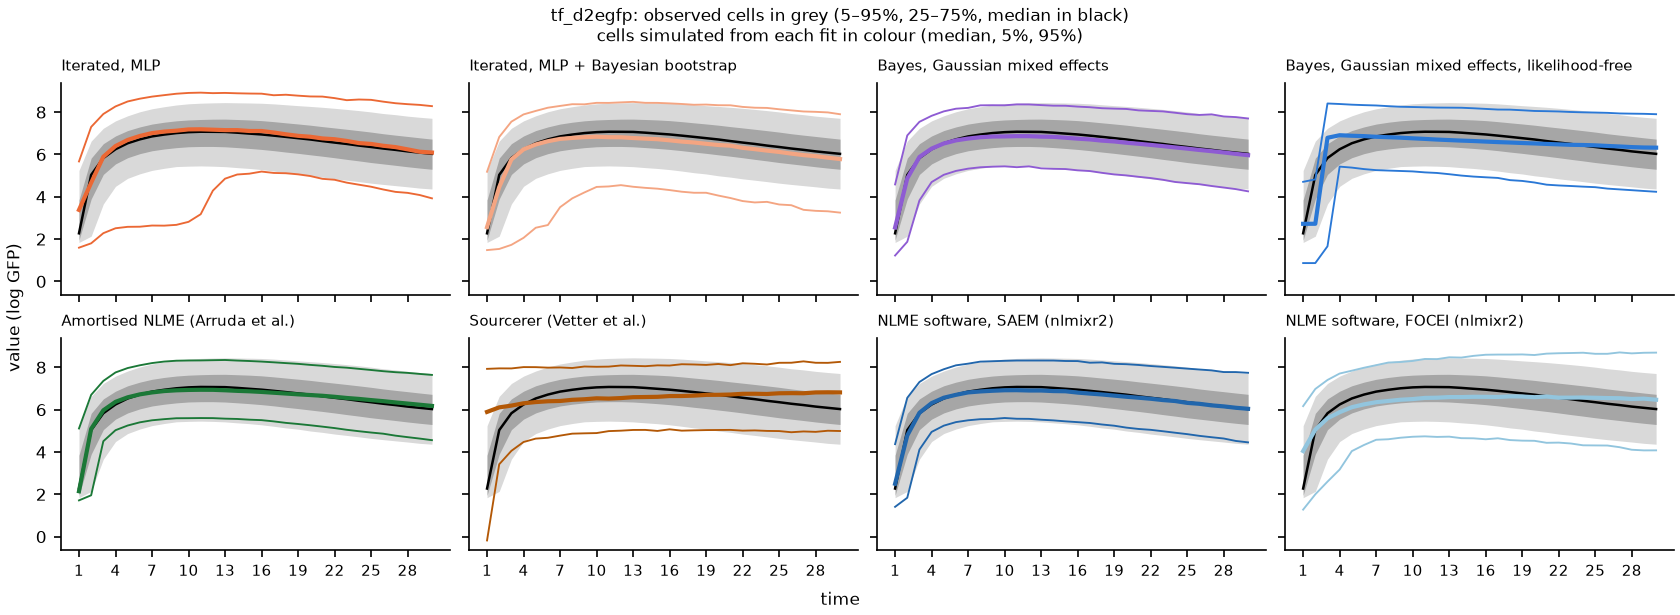 tf_d2egfp: observed cells in grey (5–95%, 25–75%, median in black)
cells simulated from each fit in colour (median, 5%, 95%)
Iterated, MLP
Iterated, MLP + Bayesian bootstrap
Bayes, Gaussian mixed effects
Bayes, Gaussian mixed effects, likelihood-free
8
6
4
2
0
Amortised NLME (Arruda et al.)
Sourcerer (Vetter et al.)
NLME software, SAEM (nlmixr2)
NLME software, FOCEI (nlmixr2)
8
6
4
2
0
value (log GFP)
1 4 7 10 13 16 19 22 25 28
1 4 7 10 13 16 19 22 25 28
1 4 7 10 13 16 19 22 25 28
1 4 7 10 13 16 19 22 25 28
time